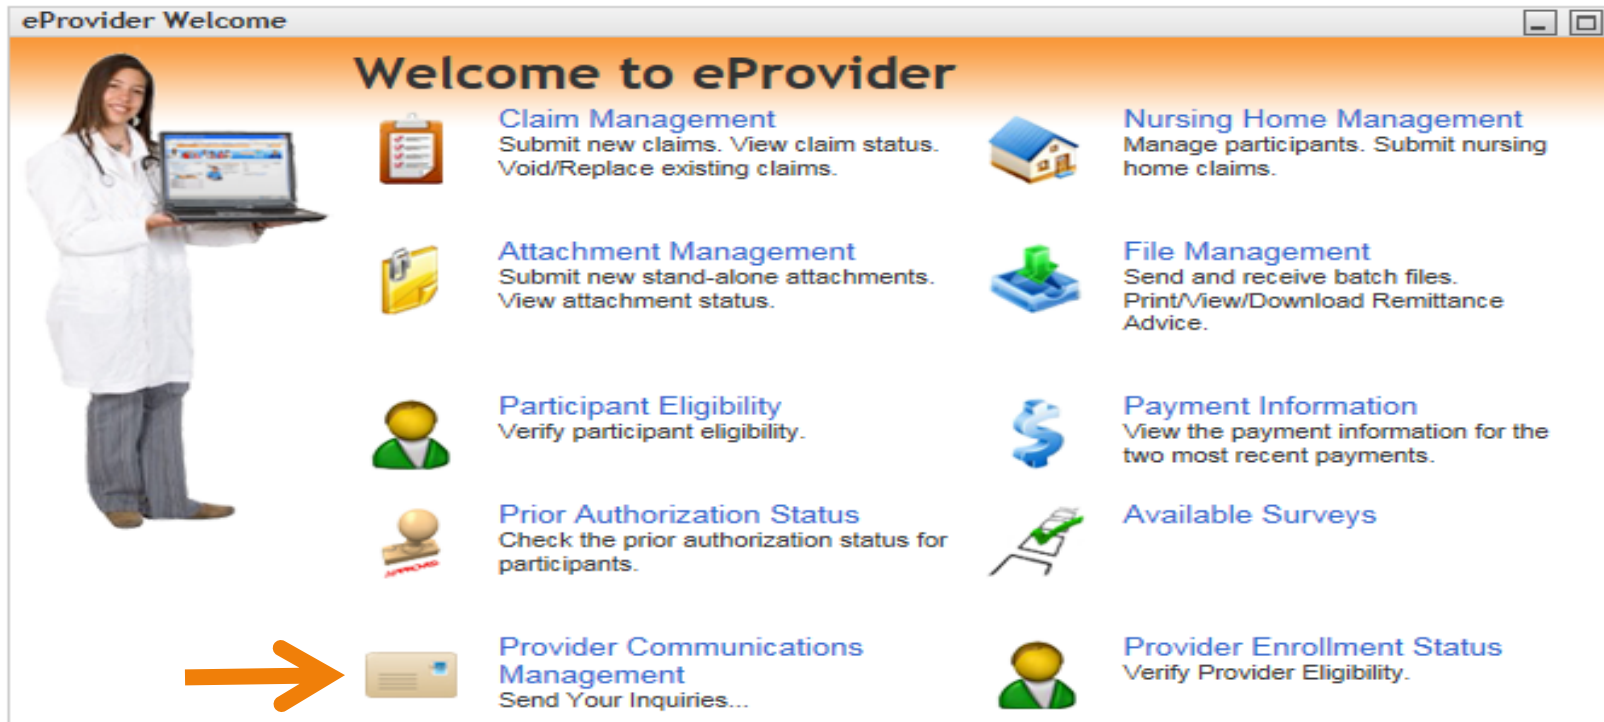 eProvider Welcome
Welcome to eProvider
Claim Management
Submit new claims. View claim status.
Void/Replace existing claims.
Nursing Home Management
Manage participants. Submit nursing
home claims.
Attachment Management
Submit new stand-alone attachments.
View attachment status.
File Management
Send and receive batch files.
Print/View/Download Remittance
Advice.
Participant Eligibility
Verify participant eligibility.
Payment Information
View the payment information for the
two most recent payments.
Prior Authorization Status
Check the prior authorization status for
participants.
APPROVED
Available Surveys
Provider Communications
Management
Send Your Inquiries...
Provider Enrollment Status
Verify Provider Eligibility.